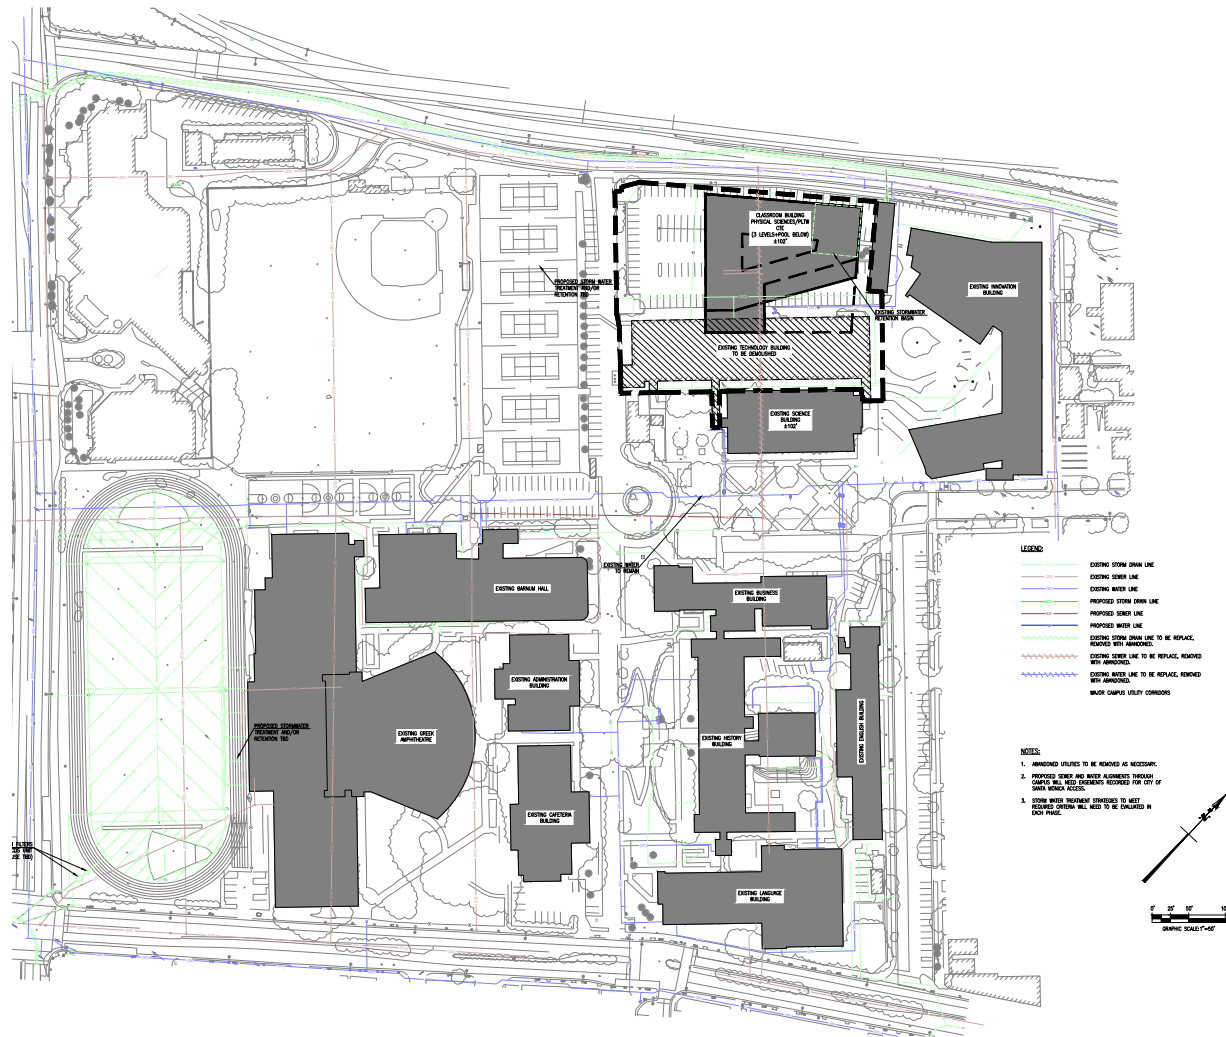 CLASSROOM BUILDING
PHYSICAL SCIENCES/PLTW
CTE
(3 LEVELS+POOL BELOW)
±102'
EXISTING INNOVATION
BUILDING
PROPOSED STORM WATER
TREATMENT AND/OR
RETENTION TBD
EXISTING STORMWATER
RETENTION BASIN
EXISTING TECHNOLOGY BUILDING
TO BE DEMOLISHED
EXISTING SCIENCE
BUILDING
±102'
EXISTING WATER
TO REMAIN
EXISTING BARNUM HALL
EXISTING BUSINESS
BUILDING
EXISTING ADMINISTRATION
BUILDING
EXISTING GREEK
AMPHITHEATRE
EXISTING HISTORY
BUILDING
EXISTING ENGLISH BUILDING
PROPOSED STORMWATER
TREATMENT AND/OR
RETENTION TBD
EXISTING CAFETERIA
BUILDING
EXISTING LANGUAGE
BUILDING
FILTERS
UNIT
TBD)
LEGEND:
EXISTING STORM DRAIN LINE
EXISTING SEWER LINE
EXISTING WATER LINE
PROPOSED STORM DRAIN LINE
PROPOSED SEWER LINE
PROPOSED WATER LINE
EXISTING STORM DRAIN LINE TO BE REPLACE,
REMOVED WITH ABANDONED.
EXISTING SEWER LINE TO BE REPLACE, REMOVED
WITH ABANDONED.
EXISTING WATER LINE TO BE REPLACE, REMOVED
WITH ABANDONED.
MAJOR CAMPUS UTILITY CORRIDORS
NOTES:
1. ABANDONED UTILITIES TO BE REMOVED AS NECESSARY.
2. PROPOSED SEWER AND WATER ALIGNMENTS THROUGH
CAMPUS WILL NEED EASEMENTS RECORDED FOR CITY OF
SANTA MONICA ACCESS.
3. STORM WATER TREATMENT STRATEGIES TO MEET
REQUIRED CRITERIA WILL NEED TO BE EVALUATED IN
EACH PHASE.
0' 25' 50' 10
GRAPHIC SCALE:1"=50'